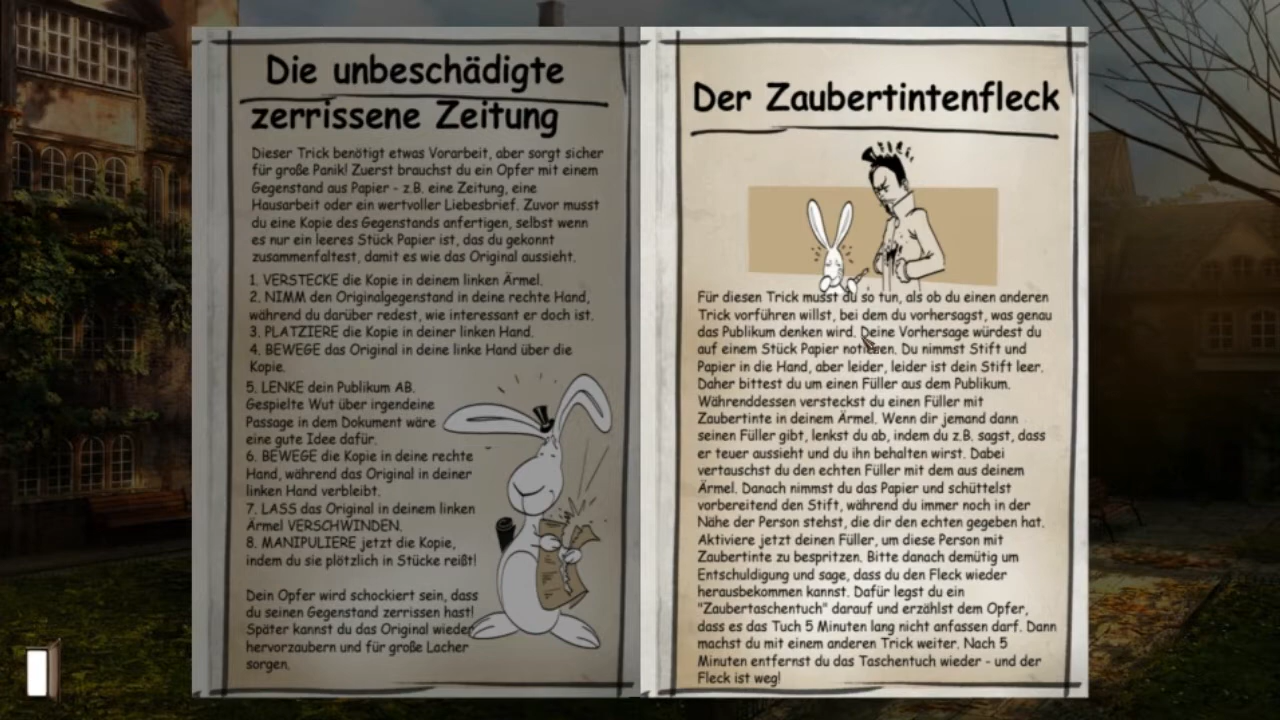 Die unbeschädigte
zerrissene Zeitung
Dieser Trick benötigt etwas Vorarbeit, aber sorgt sicher
für große Panik! Zuerst brauchst du ein Opfer mit einem
Gegenstand aus Papier - z.B. eine Zeitung, eine
Hausarbeit oder ein wertvoller Liebesbrief. Zuvor musst
du eine Kopie des Gegenstands anfertigen, selbst wenn
es nur ein leeres Stück Papier ist, das du gekonnt
zusammenfaltest, damit es wie das Original aussieht.
1. VERSTECKE die Kopie in deinem linken Ärmel.
2. NIMM den Originalgegenstand in deine rechte Hand,
während du darüber redest, wie interessant er doch ist.
3. PLATZIERE die Kopie in deiner linken Hand.
4. BEWEGE das Original in deine linke Hand über die
Kopie.
5. LENKE dein Publikum AB.
Gespielte Wut über irgendeine
Passage in dem Dokument wäre
eine gute Idee dafür.
6. BEWEGE die Kopie in deine rechte
Hand, während das Original in deiner
linken Hand verbleibt.
7. LASS das Original in deinem linken
Ärmel VERSCHWINDEN.
8. MANIPULIERE jetzt die Kopie,
indem du sie plötzlich in Stücke reißt!
Dein Opfer wird schockiert sein, dass
du seinen Gegenstand zerrissen hast!
Später kannst du das Original wieder
hervorzaubern und für große Lacher
sorgen.
Der Zaubertintenfleck
Für diesen Trick musst du so tun, als ob du einen anderen
Trick vorführen willst, bei dem du vorhersagst, was genau
das Publikum denken wird. Deine Vorhersage würdest du
auf einem Stück Papier notieren. Du nimmst Stift und
Papier in die Hand, aber leider, leider ist dein Stift leer.
Daher bittest du um einen Füller aus dem Publikum.
Währenddessen versteckst du einen Füller mit
Zaubertinte in deinem Ärmel. Wenn dir jemand dann
seinen Füller gibt, lenkst du ab, indem du z.B. sagst, dass
er teuer aussieht und du ihn behalten wirst. Dabei
vertauschst du den echten Füller mit dem aus deinem
Ärmel. Danach nimmst du das Papier und schüttelst
vorbereitend den Stift, während du immer noch in der
Nähe der Person stehst, die dir den echten gegeben hat.
Aktiviere jetzt deinen Füller, um diese Person mit
Zaubertinte zu bespritzen. Bitte danach demütig um
Entschuldigung und sage, dass du den Fleck wieder
herausbekommen kannst. Dafür legst du ein
"Zaubertaschentuch" darauf und erzählst dem Opfer,
dass es das Tuch 5 Minuten lang nicht anfassen darf. Dann
machst du mit einem anderen Trick weiter. Nach 5
Minuten entfernst du das Taschentuch wieder - und der
Fleck ist weg!